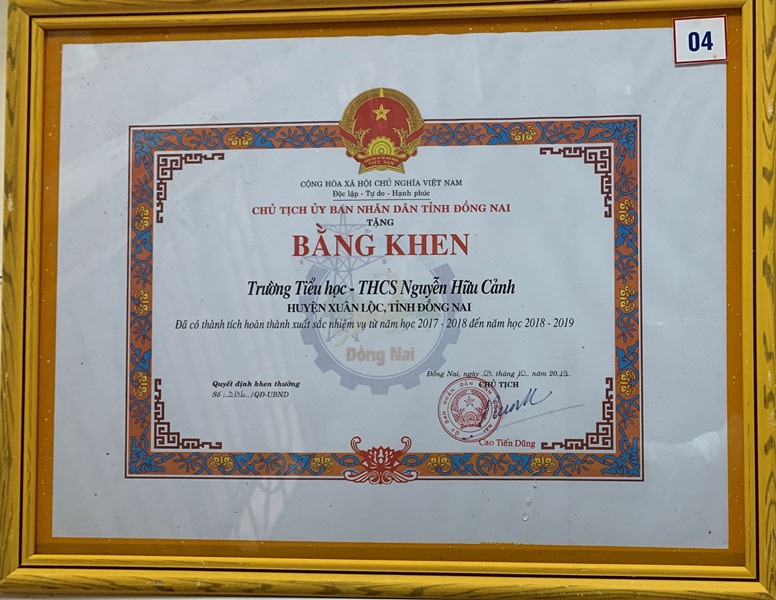 04
VIỆT NAM
CỘNG HÒA XÃ HỘI CHỦ NGHĨA VIỆT NAM
Độc lập - Tự do - Hạnh phúc
CHỦ TỊCH ỦY BAN NHÂN DÂN TỈNH ĐỒNG NAI
TẶNG
BẰNG KHEN
Trường Tiểu học - THCS Nguyễn Hữu Cảnh
HUYỆN XUÂN LỘC, TỈNH ĐỒNG NAI
Đã có thành tích hoàn thành xuất sắc nhiệm vụ từ năm học 2017 - 2018 đến năm học 2018 - 2019
Đồng Nai
Đồng Nai, ngày 04 tháng 10 năm 2019
Quyết định khen thưởng
CHỦ TỊCH
Số : /QĐ-UBND
Cao Tiến Dũng